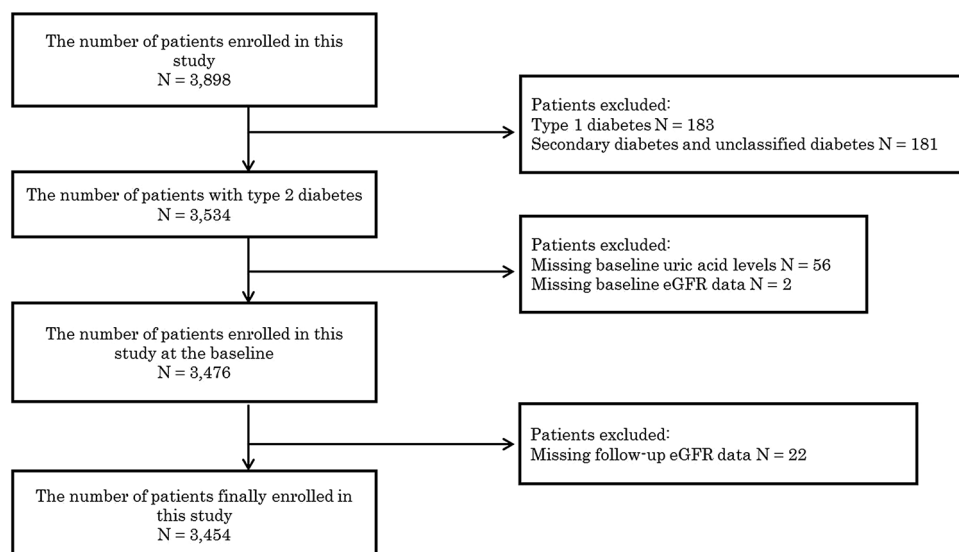 The number of patients enrolled in this
study
N = 3,898
Patients excluded:
Type 1 diabetes N = 183
Secondary diabetes and unclassified diabetes N = 181
The number of patients with type 2 diabetes
N = 3,534
Patients excluded:
Missing baseline uric acid levels N = 56
Missing baseline eGFR data N = 2
The number of patients enrolled in this
study at the baseline
N = 3,476
Patients excluded:
Missing follow-up eGFR data N = 22
The number of patients finally enrolled in
this study
N = 3,454